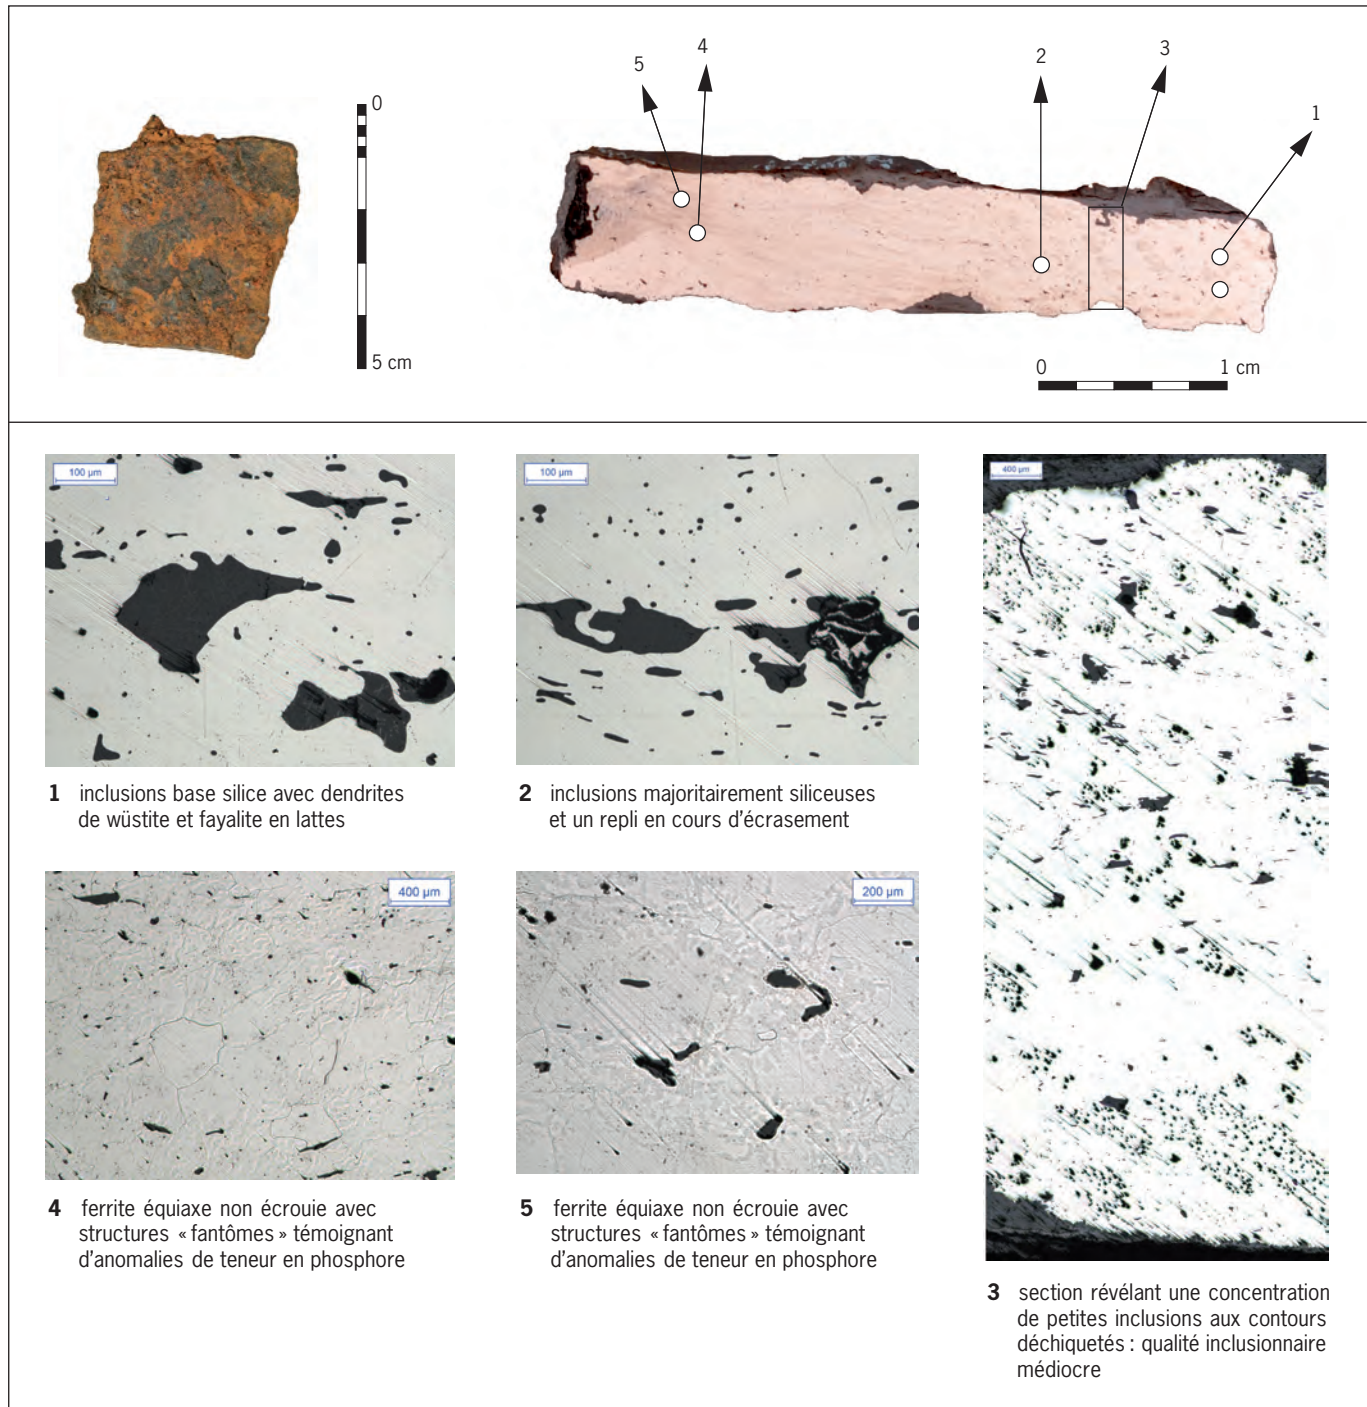 0
5 cm
5
4
2
3
1
0
1 cm
100 µm
100 µm
400 µm
1 inclusions base silice avec dendrites
de wüstite et fayalite en lattes
2 inclusions majoritairement siliceuses
et un repli en cours d'écrasement
400 µm
200 µm
4 ferrite équiaxe non écrouie avec
structures « fantômes » témoignant
d'anomalies de teneur en phosphore
5 ferrite équiaxe non écrouie avec
structures « fantômes » témoignant
d'anomalies de teneur en phosphore
3 section révélant une concentration
de petites inclusions aux contours
déchiquetés : qualité inclusionnaire
médiocre